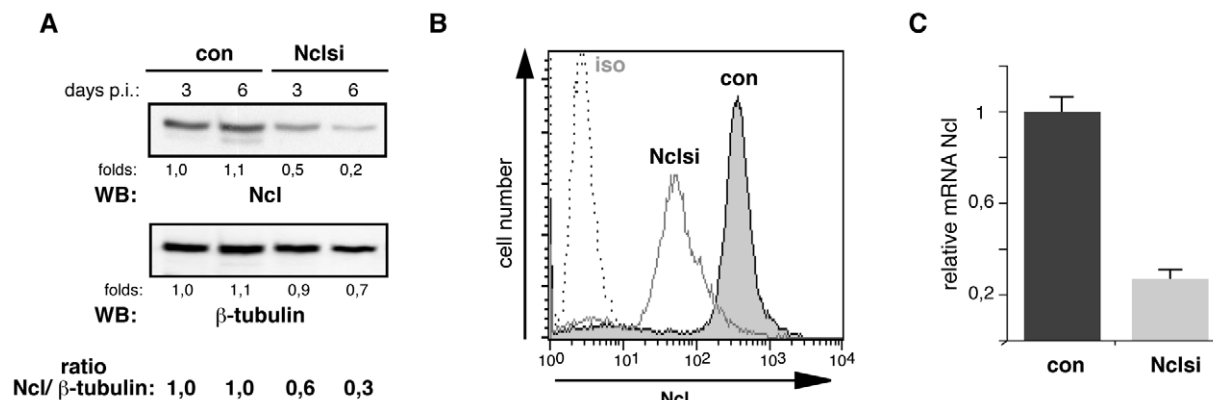 A
con Nclsi
days p.i.: 3 6 3 6
folds: 1,0 1,1 0,5 0,2
WB: Ncl
folds: 1,0 1,1 0,9 0,7
WB: β-tubulin
ratio
Ncl/ β-tubulin: 1,0 1,0 0,6 0,3
B
iso
con
Nclsi
cell number
10⁰ 10¹ 10² 10³ 10⁴
Ncl
C
relative mRNA Ncl
1
0,6
0,2
con Nclsi